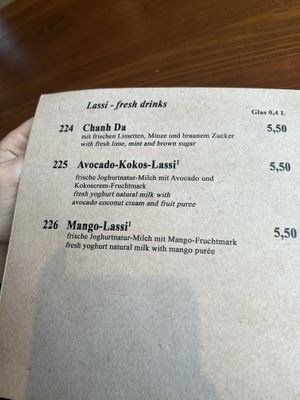 Lassi - fresh drinks
Glas 0,4 L
224 Chanh Da 5,50
mit frischen Limetten, Minze und braunem Zucker
with fresh lime, mint and brown sugar
225 Avocado-Kokos-Lassi¹ 5,50
frische Joghurtnatur-Milch mit Avocado und
Kokoscrem-Fruchtmark
fresh yoghurt natural milk with
avocado coconut cream and fruit puree
226 Mango-Lassi¹ 5,50
frische Joghurtnatur-Milch mit Mango-Fruchtmark
fresh yoghurt natural milk with mango purée